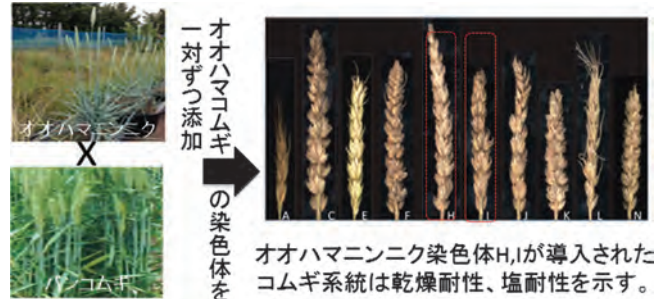 オオハマニンニク
X
パンコムギ
オオハマコムギ の染色体を
一対ずつ添加
A C E F H I J K L N
オオハマニンニク染色体H,Iが導入された
コムギ系統は乾燥耐性、塩耐性を示す。